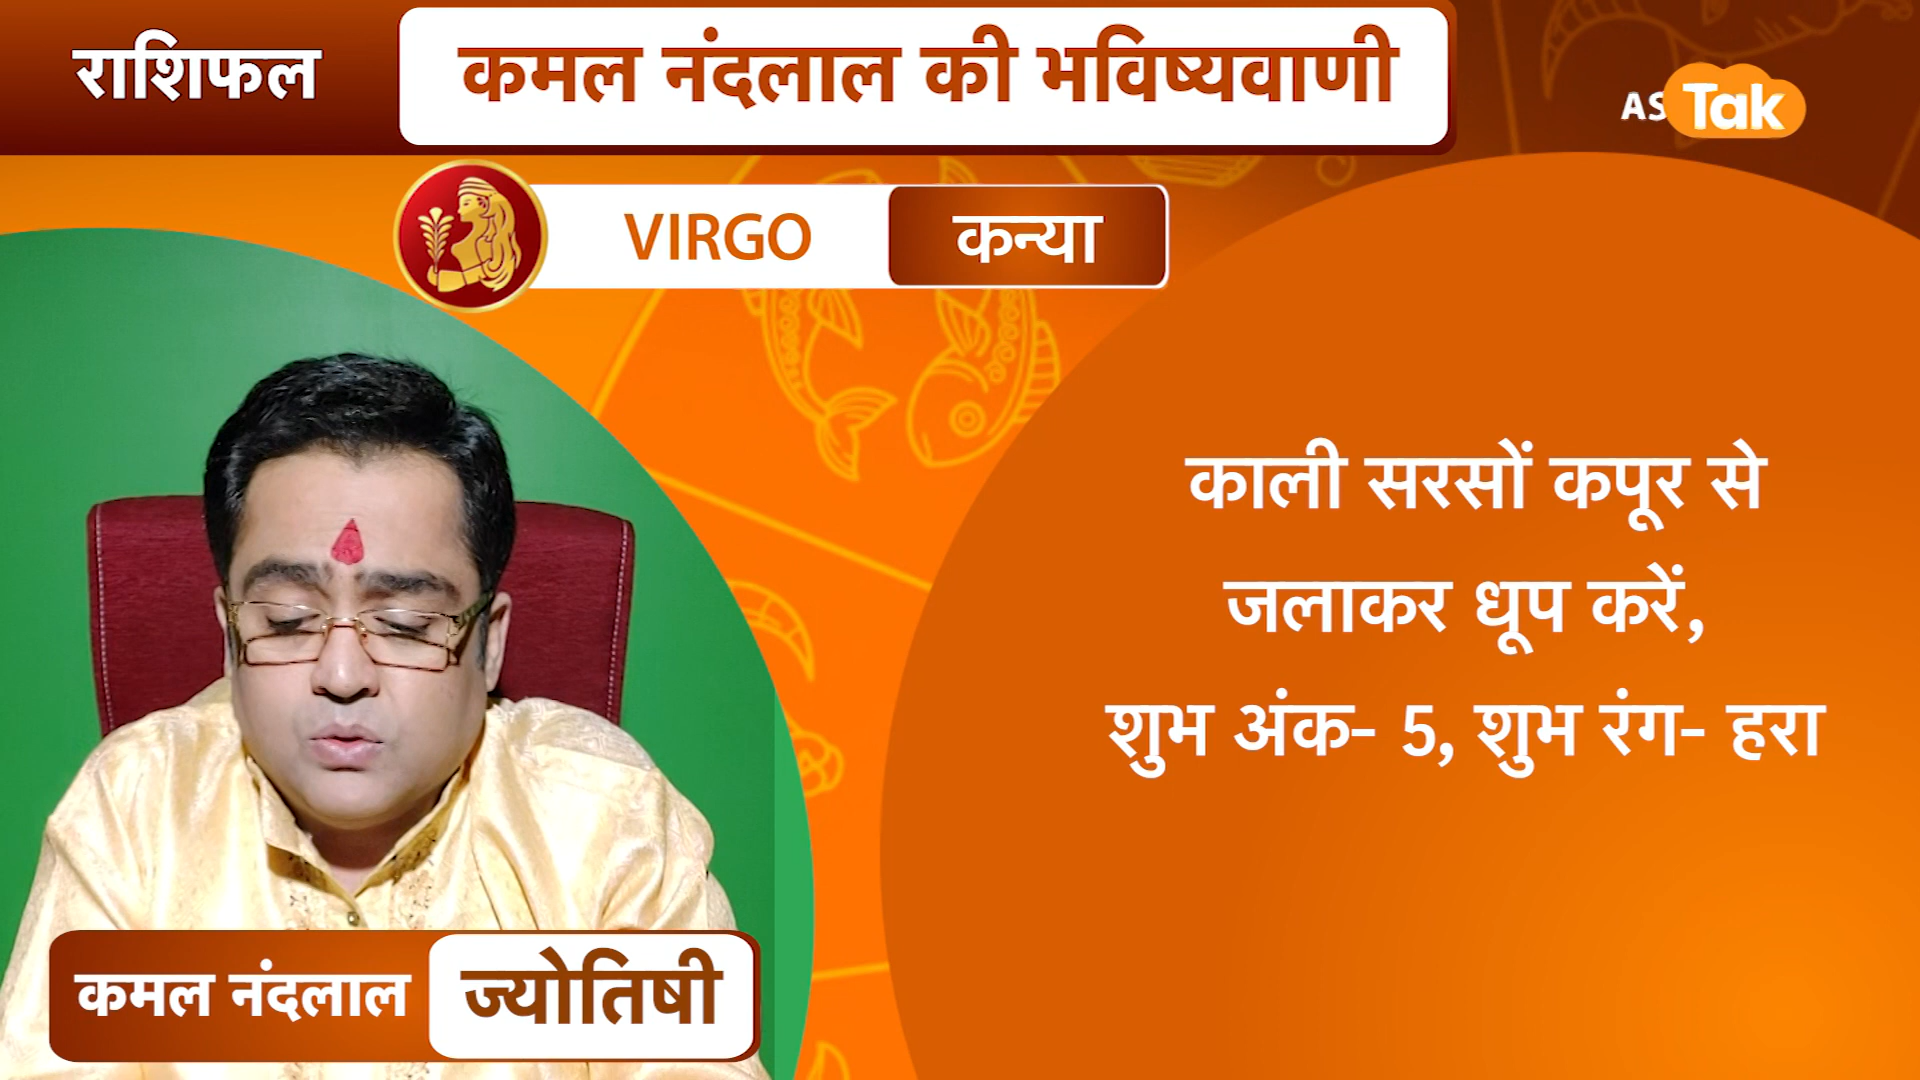 राशिफल
कमल नंदलाल की भविष्यवाणी
AS Tak
VIRGO कन्या
काली सरसों कपूर से
जलाकर धूप करें,
शुभ अंक- 5, शुभ रंग- हरा
कमल नंदलाल ज्योतिषी